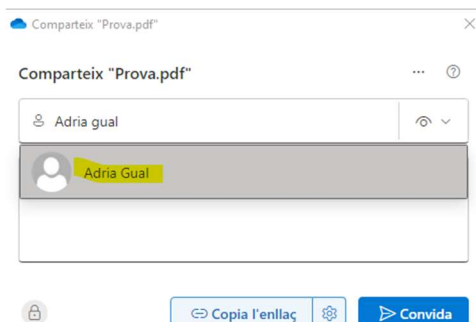 Comparteix "Prova.pdf"
Comparteix "Prova.pdf"
Adria gual
Adria Gual
Copia l'enllaç
Convida